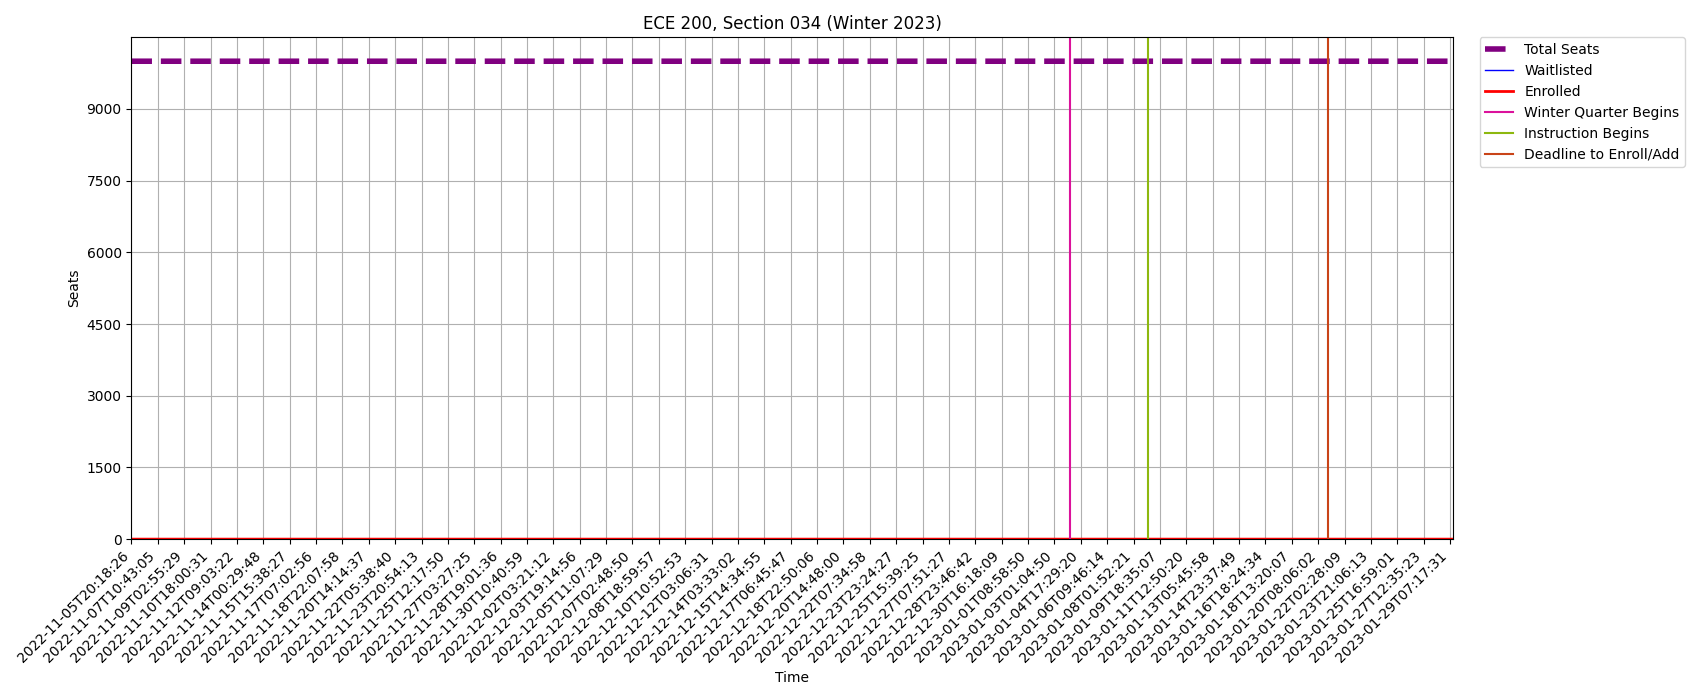 ECE 200, Section 034 (Winter 2023)
Total Seats
Waitlisted
Enrolled
Winter Quarter Begins
Instruction Begins
Deadline to Enroll/Add
Seats
9000
7500
6000
4500
3000
1500
0
2022-11-05T20:18:26
2022-11-07T10:43:05
2022-11-09T02:55:29
2022-11-10T18:00:31
2022-11-12T09:03:22
2022-11-14T00:29:48
2022-11-15T15:38:27
2022-11-17T07:02:56
2022-11-18T22:07:58
2022-11-20T14:14:37
2022-11-22T05:38:40
2022-11-23T20:54:13
2022-11-25T12:17:50
2022-11-27T03:27:25
2022-11-28T19:01:36
2022-11-30T10:40:59
2022-12-02T03:21:12
2022-12-03T19:14:56
2022-12-05T11:07:29
2022-12-07T02:48:50
2022-12-08T18:59:57
2022-12-10T10:52:53
2022-12-12T03:06:31
2022-12-14T03:33:02
2022-12-15T14:34:55
2022-12-17T06:45:47
2022-12-18T22:50:06
2022-12-20T14:48:00
2022-12-22T07:34:58
2022-12-23T23:24:27
2022-12-25T15:39:25
2022-12-27T07:51:27
2022-12-28T23:46:42
2022-12-30T16:18:09
2023-01-01T08:58:50
2023-01-03T01:04:50
2023-01-04T17:29:20
2023-01-06T09:46:14
2023-01-08T01:52:21
2023-01-09T18:35:07
2023-01-11T12:50:20
2023-01-13T05:45:58
2023-01-14T23:37:49
2023-01-16T18:24:34
2023-01-18T13:20:07
2023-01-20T08:06:02
2023-01-22T02:28:09
2023-01-23T21:06:13
2023-01-25T16:59:01
2023-01-27T12:35:23
2023-01-29T07:17:31
Time